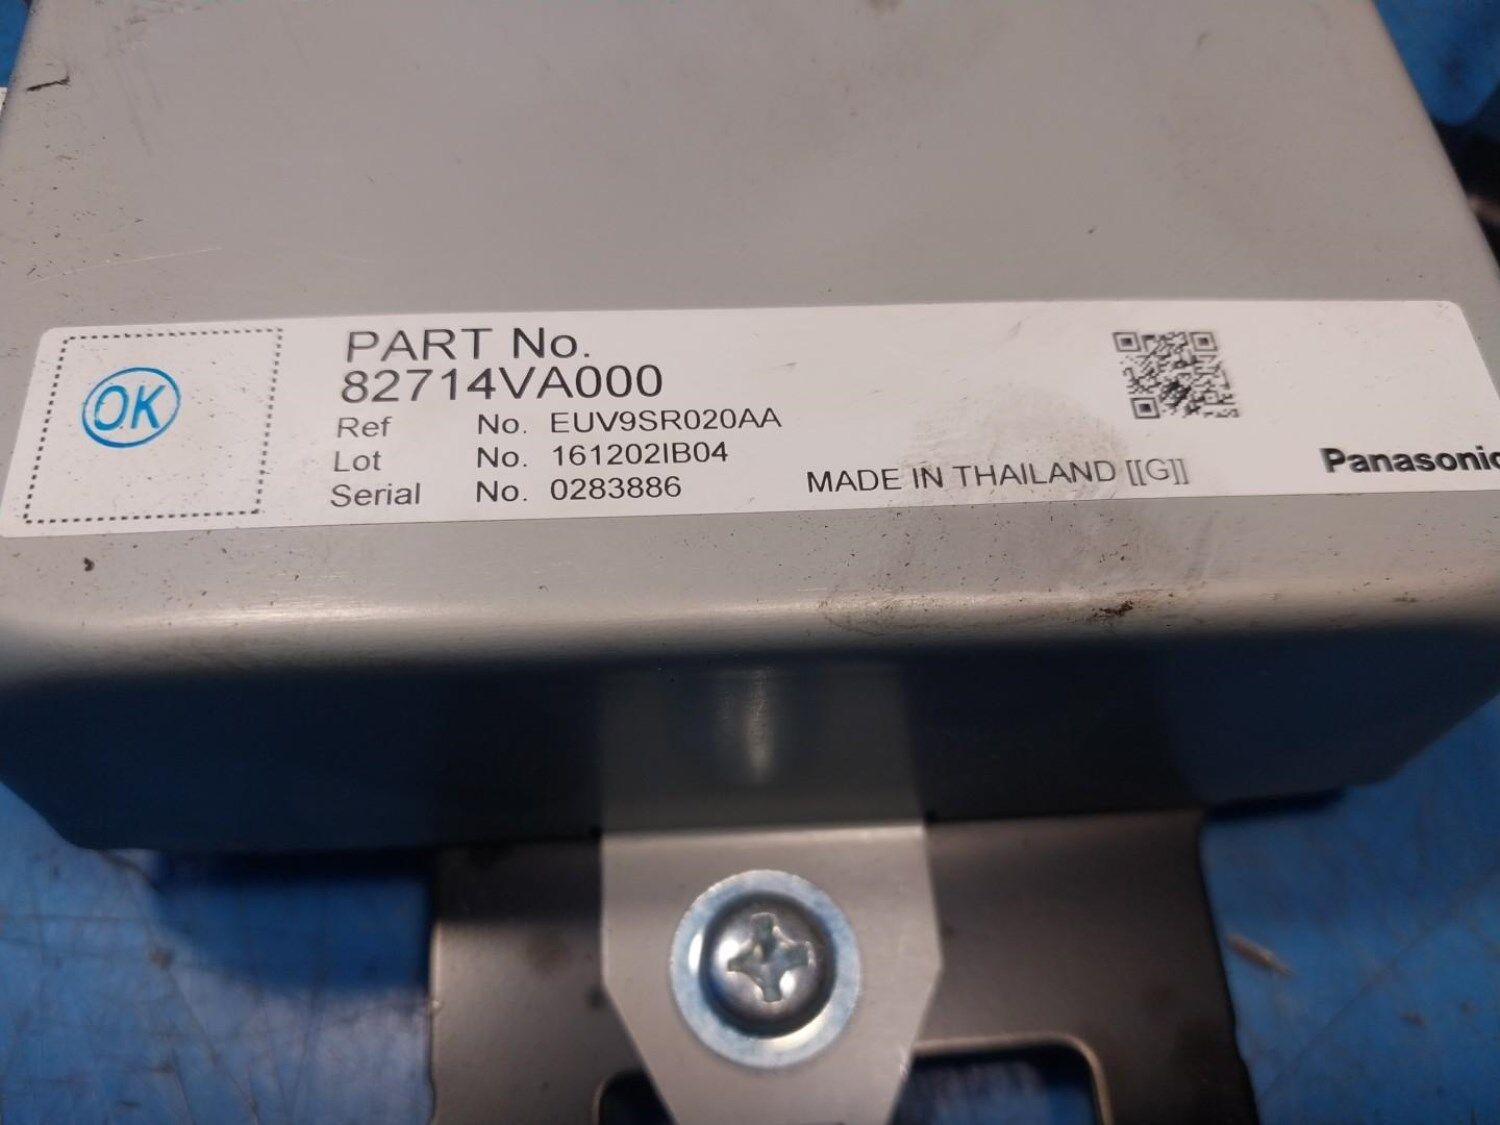 OK
PART No.
82714VA000
Ref No. EUV9SR020AA
Lot No. 161202IB04
Serial No. 0283886
MADE IN THAILAND [[G]]
Panasonic